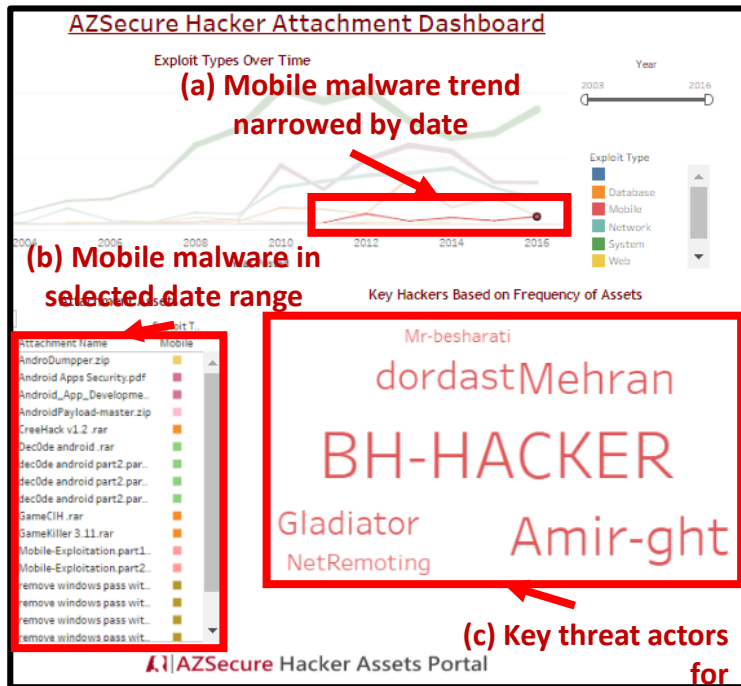 AZSecure Hacker Attachment Dashboard
Exploit Types Over Time
(a) Mobile malware trend
narrowed by date
Year
2003 2016
Exploit Type
Database
Mobile
Network
System
Web
2004 2006 2008 2010 2012 2014 2016
(b) Mobile malware in
selected date range
Attachment Assets
Exploit T..
Attachment Name Mobile
AndroDumpper.zip
Android Apps Security.pdf
Android_App_Developme..
AndroidPayload-master.zip
CreeHack v1.2 .rar
Dec0de android .rar
dec0de android part2.par..
dec0de android part2.par..
dec0de android part2.par..
GameCIH .rar
GameKiller 3.11.rar
Mobile-Exploitation.part1..
Mobile-Exploitation.part2..
remove windows pass wit..
remove windows pass wit..
remove windows pass wit..
remove windows pass wit..
Key Hackers Based on Frequency of Assets
Mr-besharati
dordast Mehran
BH-HACKER
Gladiator
Amir-ght
NetRemoting
(c) Key threat actors
for
AZSecure Hacker Assets Portal